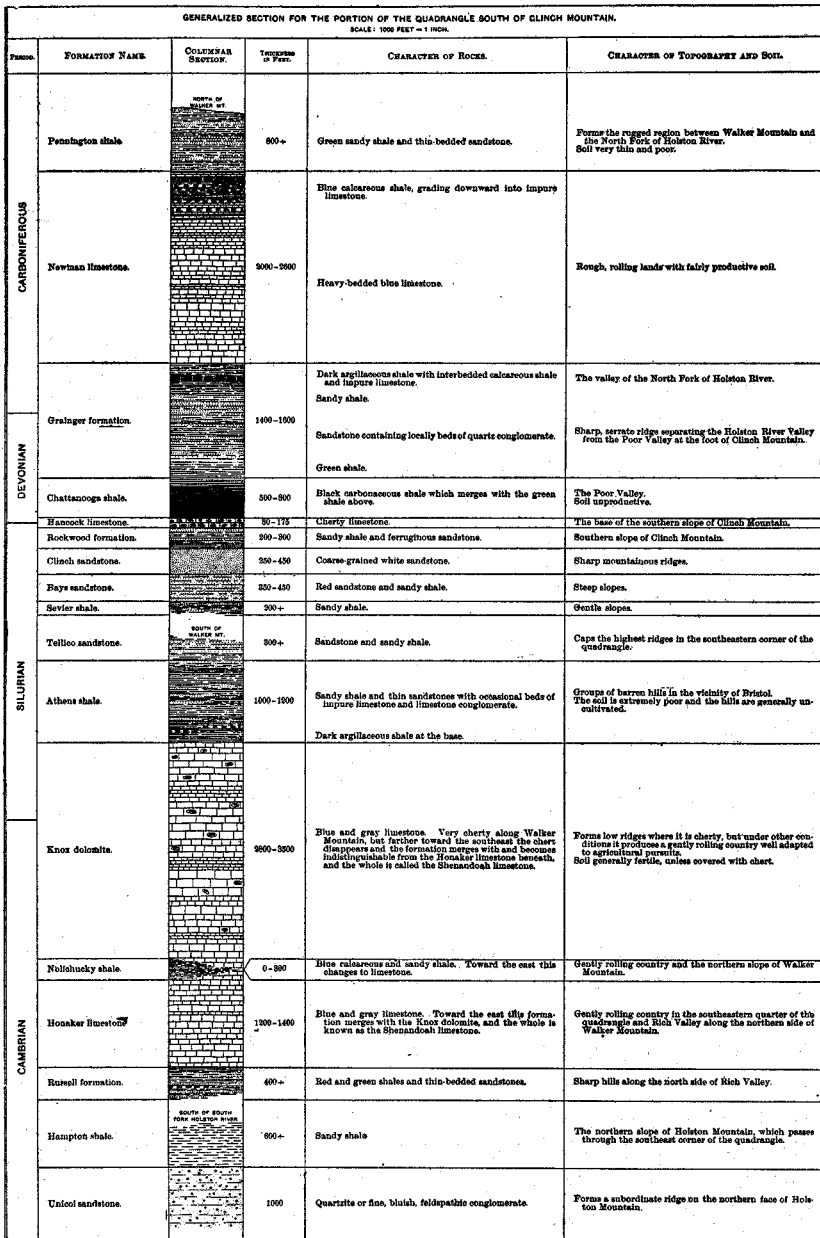 GENERALIZED SECTION FOR THE PORTION OF THE QUADRANGLE SOUTH OF CLINCH MOUNTAIN.
SCALE: 1000 FEET = 1 INCH.
PERIOD.
FORMATION NAME.
COLUMNAR
SECTION.
THICKNESS
IN FEET.
CHARACTER OF ROCKS.
CHARACTER OF TOPOGRAPHY AND SOIL.
CARBONIFEROUS
NORTH OF
WALKER MT.
Pennington shale.
800+
Green sandy shale and thin-bedded sandstone.
Forms the rugged region between Walker Mountain and
the North Fork of Holston River.
Soil very thin and poor.
Newman limestone.
2000-2600
Blue calcareous shale, grading downward into impure
limestone.
Heavy-bedded blue limestone.
Rough, rolling lands with fairly productive soil.
Grainger formation.
1400-1600
Dark argillaceous shale with interbedded calcareous shale
and impure limestone.
Sandy shale.
Sandstone containing locally beds of quartz conglomerate.
Green shale.
The valley of the North Fork of Holston River.
Sharp, serrate ridge separating the Holston River Valley
from the Poor Valley at the foot of Clinch Mountain.
DEVONIAN
Chattanooga shale.
500-800
Black carbonaceous shale which merges with the green
shale above.
The Poor Valley.
Soil unproductive.
SILURIAN
Hancock limestone.
-175
Cherty limestone.
The base of the southern slope of Clinch Mountain.
Rockwood formation.
200-300
Sandy shale and ferruginous sandstone.
Southern slope of Clinch Mountain.
Clinch sandstone.
250-450
Coarse-grained white sandstone.
Sharp mountainous ridges.
Bays sandstone.
350-450
Red sandstone and sandy shale.
Steep slopes.
Sevier shale.
200+
Sandy shale.
Gentle slopes.
SOUTH OF
WALKER MT.
Tellico sandstone.
300+
Sandstone and sandy shale.
Caps the highest ridges in the southeastern corner of the
quadrangle.
Athens shale.
1000-1200
Sandy shale and thin sandstones with occasional beds of
impure limestone and limestone conglomerate.
Dark argillaceous shale at the base.
Groups of barren hills in the vicinity of Bristol.
The soil is extremely poor and the hills are generally un-
cultivated.
Knox dolomite.
-3500
Blue and gray limestone. Very cherty along Walker
Mountain, but farther toward the southeast the chert
disappears and the formation merges with and becomes
indistinguishable from the Honaker limestone beneath,
and the whole is called the Shenandoah limestone.
Forms low ridges where it is cherty, but under other con-
ditions it produces a gently rolling country well adapted
to agricultural pursuits.
Soil generally fertile, unless covered with chert.
CAMBRIAN
Nolichucky shale.
0-300
Blue calcareous and sandy shale. Toward the east this
changes to limestone.
Gently rolling country and the northern slope of Walker
Mountain.
Honaker limestone
1200-1400
Blue and gray limestone. Toward the east this forma-
tion merges with the Knox dolomite, and the whole is
known as the Shenandoah limestone.
Gently rolling country in the southeastern quarter of the
quadrangle and Rich Valley along the northern side of
Walker Mountain.
Russell formation.
400+
Red and green shales and thin-bedded sandstones.
Sharp hills along the north side of Rich Valley.
SOUTH OF SOUTH
FORK HOLSTON RIVER
Hampton shale.
600+
Sandy shale
The northern slope of Holston Mountain, which passes
through the southeast corner of the quadrangle.
Unicoi sandstone.
1000
Quartzite or fine, bluish, feldspathic conglomerate.
Forms a subordinate ridge on the northern face of Hols-
ton Mountain.